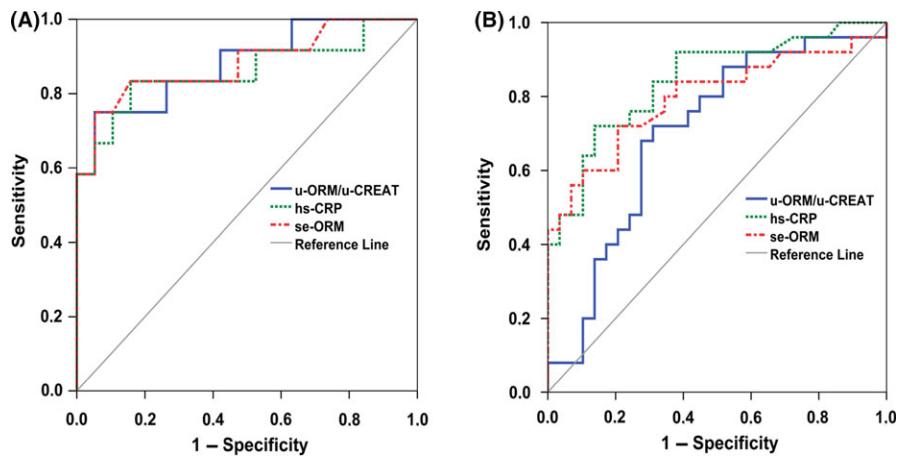 (A)
1.0
0.8
0.6
0.4
0.2
0.0
Sensitivity
u-ORM/u-CREAT
hs-CRP
se-ORM
Reference Line
0.0 0.2 0.4 0.6 0.8 1.0
1 – Specificity
(B)
1.0
0.8
0.6
0.4
0.2
0.0
Sensitivity
u-ORM/u-CREAT
hs-CRP
se-ORM
Reference Line
0.0 0.2 0.4 0.6 0.8 1.0
1 – Specificity